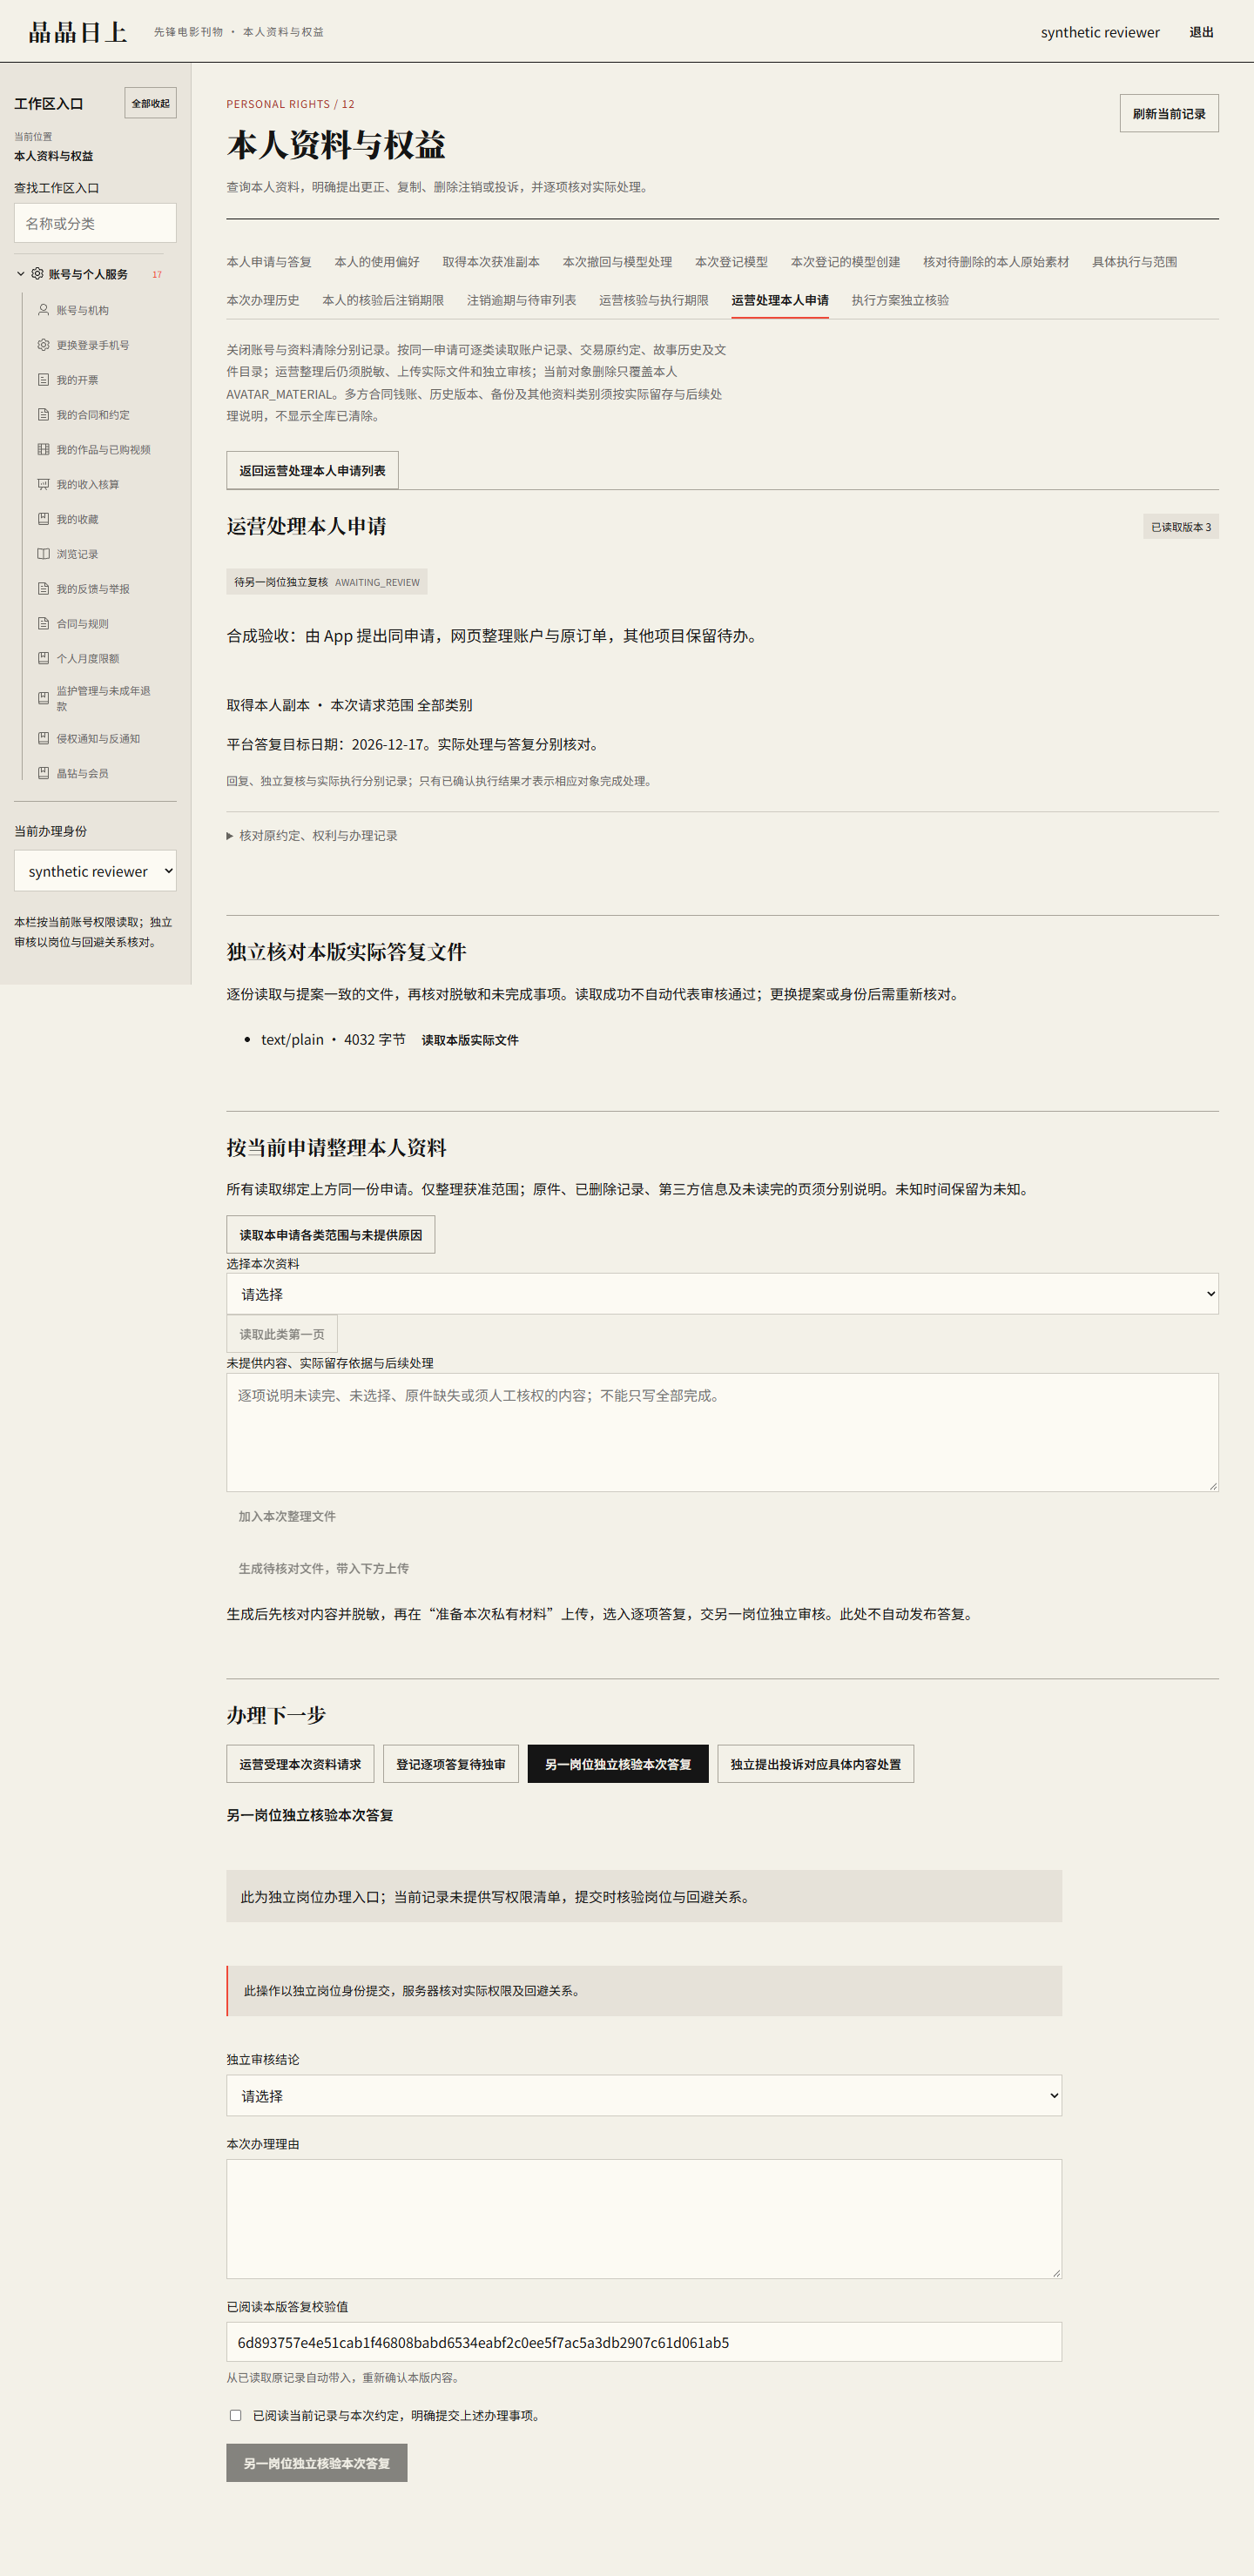 晶晶日上
先锋电影刊物 · 本人资料与权益
synthetic reviewer
退出
工作区入口
全部收起
当前位置
本人资料与权益
查找工作区入口
名称或分类
账号与个人服务
17
账号与机构
更换登录手机号
我的开票
我的合同和约定
我的作品与已购视频
我的收入核算
我的收藏
浏览记录
我的反馈与举报
合同与规则
个人月度限额
监护管理与未成年退
款
侵权通知与反通知
晶钻与会员
当前办理身份
synthetic reviewer
本栏按当前账号权限读取；独立
审核以岗位与回避关系核对。
PERSONAL RIGHTS / 12
本人资料与权益
刷新当前记录
查询本人资料，明确提出更正、复制、删除注销或投诉，并逐项核对实际处理。
本人申请与答复
本人的使用偏好
取得本次获准副本
本次撤回与模型处理
本次登记模型
本次登记的模型创建
核对待删除的本人原始素材
具体执行与范围
本次办理历史
本人的核验后注销期限
注销逾期与待审列表
运营核验与执行期限
运营处理本人申请
执行方案独立核验
关闭账号与资料清除分别记录。按同一申请可逐类读取账户记录、交易原约定、故事历史及文
件目录；运营整理后仍须脱敏、上传实际文件和独立审核；当前对象删除只覆盖本人
AVATAR_MATERIAL。多方合同钱账、历史版本、备份及其他资料类别须按实际留存与后续处
理说明，不显示全库已清除。
返回运营处理本人申请列表
运营处理本人申请
已读取版本 3
待另一岗位独立复核 AWAITING_REVIEW
合成验收：由 App 提出同申请，网页整理账户与原订单，其他项目保留待办。
取得本人副本 · 本次请求范围 全部类别
平台答复目标日期：2026-12-17。实际处理与答复分别核对。
回复、独立复核与实际执行分别记录；只有已确认执行结果才表示相应对象完成处理。
核对原约定、权利与办理记录
独立核对本版实际答复文件
逐份读取与提案一致的文件，再核对脱敏和未完成事项。读取成功不自动代表审核通过；更换提案或身份后需重新核对。
text/plain · 4032 字节 读取本版实际文件
按当前申请整理本人资料
所有读取绑定上方同一份申请。仅整理获准范围；原件、已删除记录、第三方信息及未读完的页须分别说明。未知时间保留为未知。
读取本申请各类范围与未提供原因
选择本次资料
请选择
读取此类第一页
未提供内容、实际留存依据与后续处理
逐项说明未读完、未选择、原件缺失或须人工核权的内容；不能只写全部完成。
加入本次整理文件
生成待核对文件，带入下方上传
生成后先核对内容并脱敏，再在“准备本次私有材料”上传，选入逐项答复，交另一岗位独立审核。此处不自动发布答复。
办理下一步
运营受理本次资料请求
登记逐项答复待独审
另一岗位独立核验本次答复
独立提出投诉对应具体内容处置
另一岗位独立核验本次答复
此为独立岗位办理入口；当前记录未提供写权限清单，提交时核验岗位与回避关系。
此操作以独立岗位身份提交，服务器核对实际权限及回避关系。
独立审核结论
请选择
本次办理理由
已阅读本版答复校验值
6d893757e4e51cab1f46808babd6534eabf2c0ee5f7ac5a3db2907c61d061ab5
从已读取原记录自动带入，重新确认本版内容。
已阅读当前记录与本次约定，明确提交上述办理事项。
另一岗位独立核验本次答复